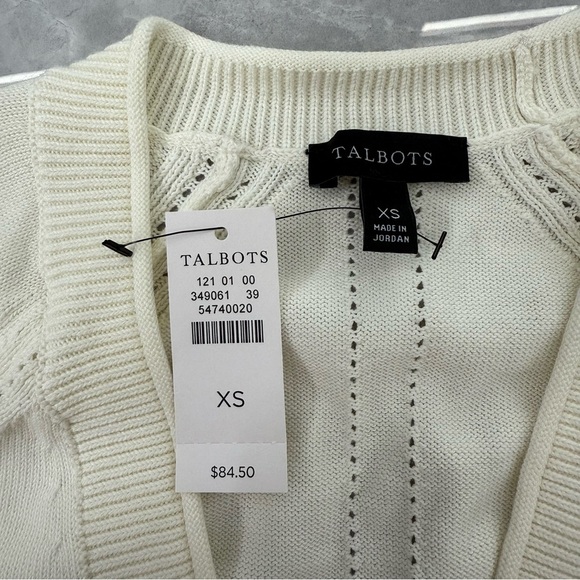 TALBOTS
XS
MADE IN
JORDAN
TALBOTS
121 01 00
349061 39
54740020
XS
$84.50